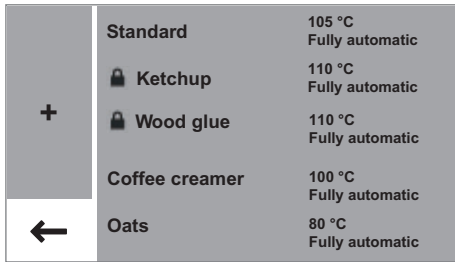 Standard 105 °C
Fully automatic
Ketchup 110 °C
Fully automatic
+
Wood glue 110 °C
Fully automatic
Coffee creamer 100 °C
Fully automatic
←
Oats 80 °C
Fully automatic